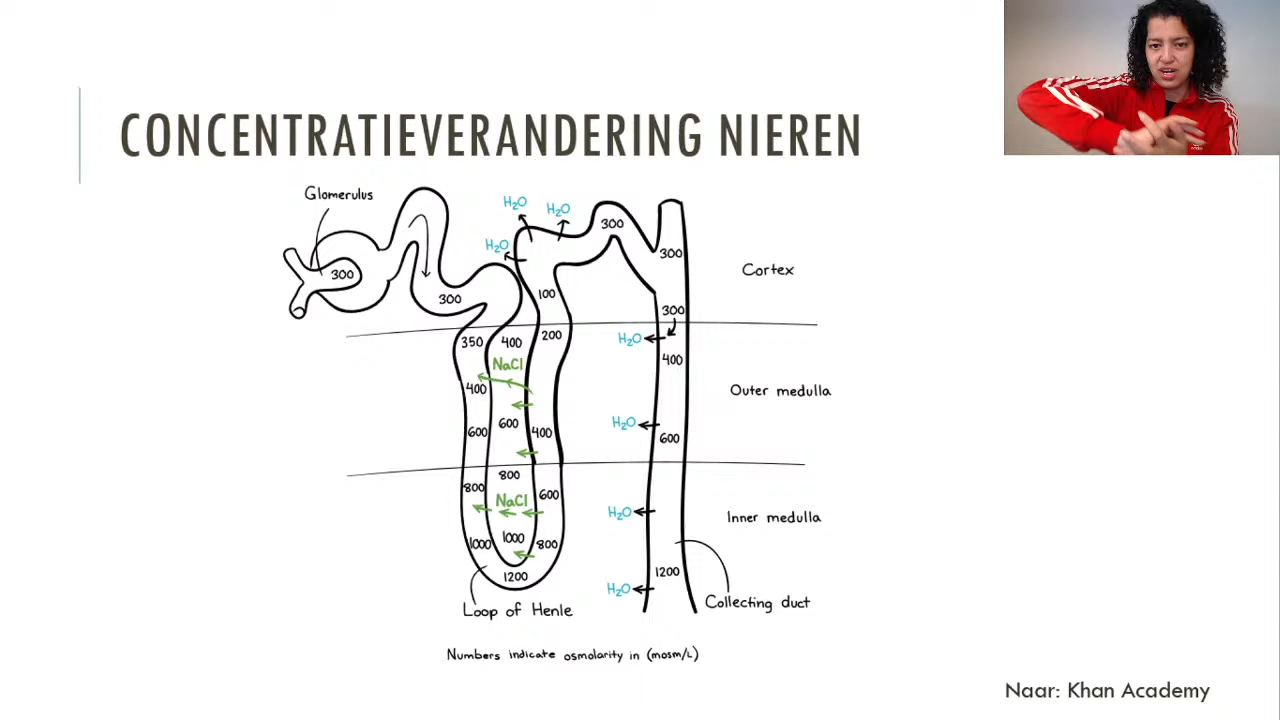 CONCENTRATIEVERANDERING NIEREN
Glomerulus
H₂O
H₂O
H₂O
300
300
300
300
300
300
100
Cortex
350
400
200
H₂O
NaCl
400
400
Outer medulla
600
600
400
H₂O
600
800
800
NaCl
600
H₂O
Inner medulla
1000
1000
800
1200
1200
H₂O
Collecting duct
Loop of Henle
Numbers indicate osmolarity in (mosm/L)
Naar: Khan Academy